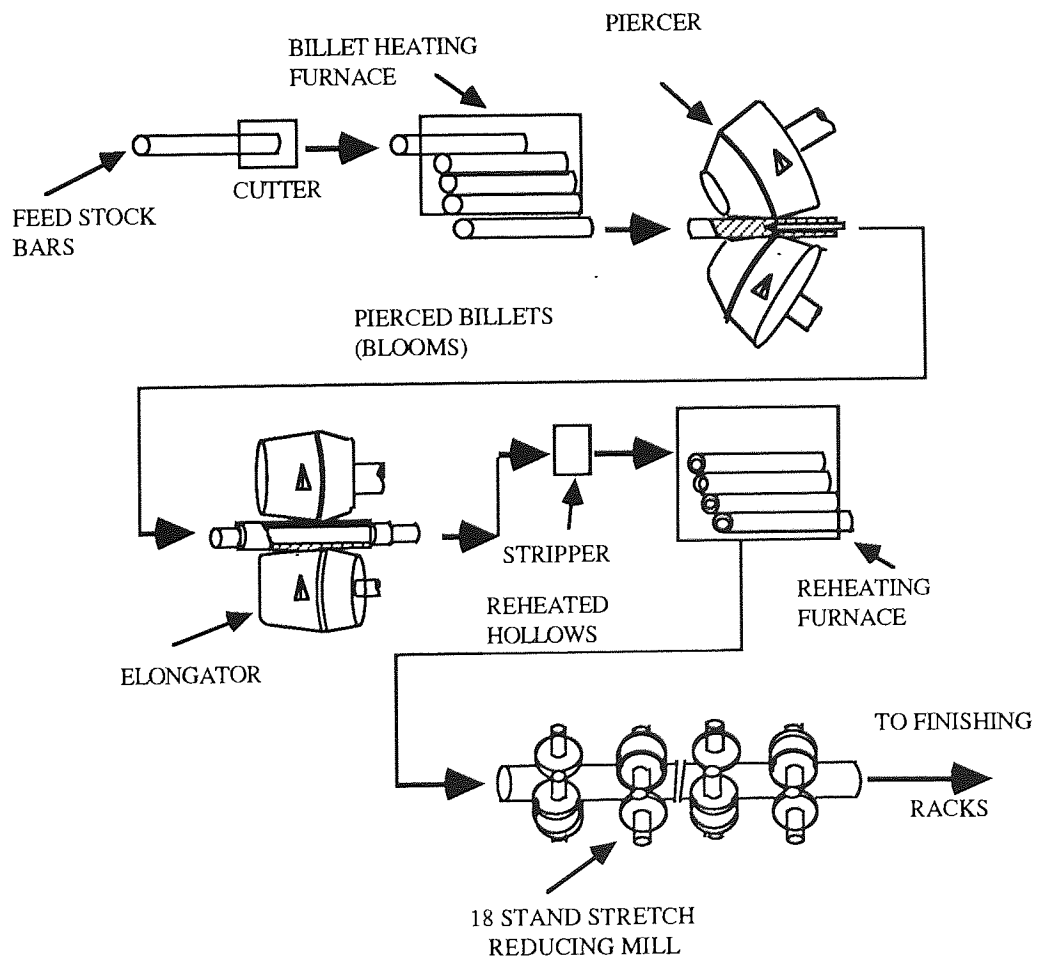 PIERCER
BILLET HEATING
FURNACE
CUTTER
FEED STOCK
BARS
PIERCED BILLETS
(BLOOMS)
STRIPPER
REHEATING
FURNACE
REHEATED
HOLLOWS
ELONGATOR
TO FINISHING
RACKS
18 STAND STRETCH
REDUCING MILL